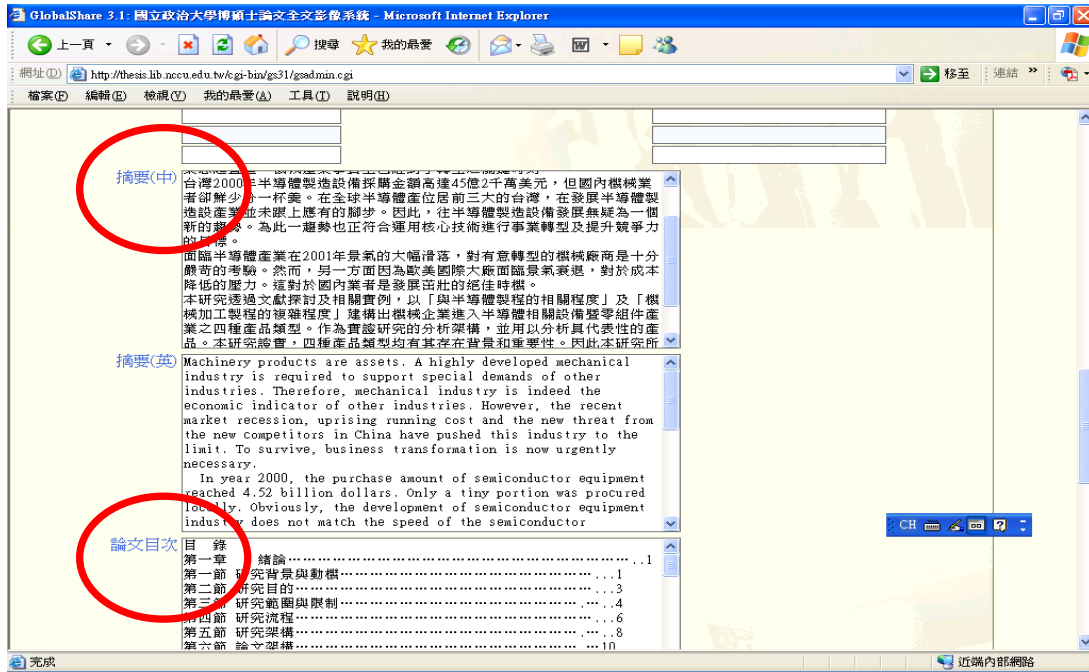 GlobalShare 3.1: 國立政治大學博碩士論文全文影像系統 - Microsoft Internet Explorer
上一頁 搜尋 我的最愛
網址(D) http://thesis.lib.nccu.edu.tw/cgi-bin/gs31/gsadmin.cgi 移至 連結 »
檔案(F) 編輯(E) 檢視(V) 我的最愛(A) 工具(T) 說明(H)
摘要(中)
台灣2000年半導體製造設備採購金額高達45億2千萬美元，但國內機械業
者卻鮮少分一杯羹。在全球半導體產位居前三大的台灣，在發展半導體製
造設產業並未跟上應有的腳步。因此，往半導體製造設備發展無疑為一個
新的趨勢。為此一趨勢也正符合運用核心技術進行事業轉型及提升競爭力
的目標。
面臨半導體產業在2001年景氣的大幅滑落，對有意轉型的機械廠商是十分
嚴苛的考驗。然而，另一方面因為歐美國際大廠面臨景氣衰退，對於成本
降低的壓力。這對於國內業者是發展茁壯的絕佳時機。
本研究透過文獻探討及相關實例，以「與半導體製程的相關程度」及「機
械加工製程的複雜程度」建構出機械企業進入半導體相關設備暨零組件產
業之四種產品類型。作為實證研究的分析架構，並用以分析具代表性的產
品。本研究證實，四種產品類型均有其存在背景和重要性。因此本研究所
摘要(英)
Machinery products are assets. A highly developed mechanical
industry is required to support special demands of other
industries. Therefore, mechanical industry is indeed the
economic indicator of other industries. However, the recent
market recession, uprising running cost and the new threat from
the new competitors in China have pushed this industry to the
limit. To survive, business transformation is now urgently
necessary.
In year 2000, the purchase amount of semiconductor equipment
reached 4.52 billion dollars. Only a tiny portion was procured
locally. Obviously, the development of semiconductor equipment
industry does not match the speed of the semiconductor
CH
論文目次
目 錄
第一章 緒論………………………………………………………..1
第一節 研究背景與動機…………………………………………...1
第二節 研究目的…………………………………………………...3
第三節 研究範圍與限制……………………………………….…..4
第四節 研究流程…………………………………………………...6
第五節 研究架構……………………………………………….…..8
第六節 論文架構…………………………………………………...10
完成 近端內部網路